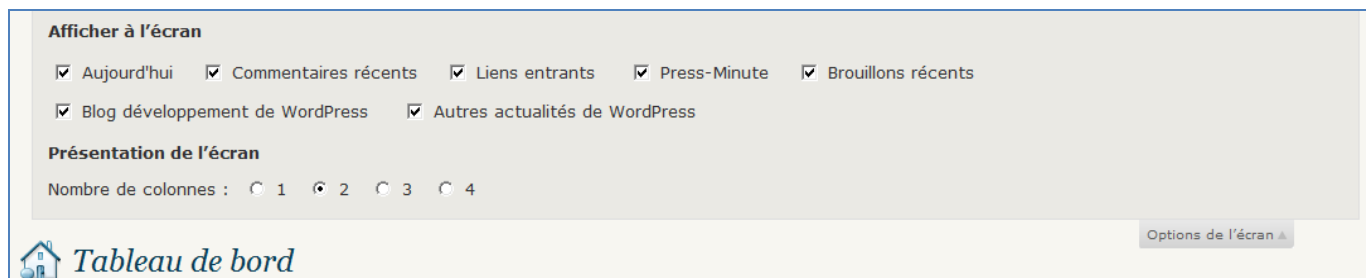 Afficher à l’écran
Aujourd'hui Commentaires récents Liens entrants Press-Minute Brouillons récents
Blog développement de WordPress Autres actualités de WordPress
Présentation de l’écran
Nombre de colonnes : 1 2 3 4
Options de l’écran
Tableau de bord